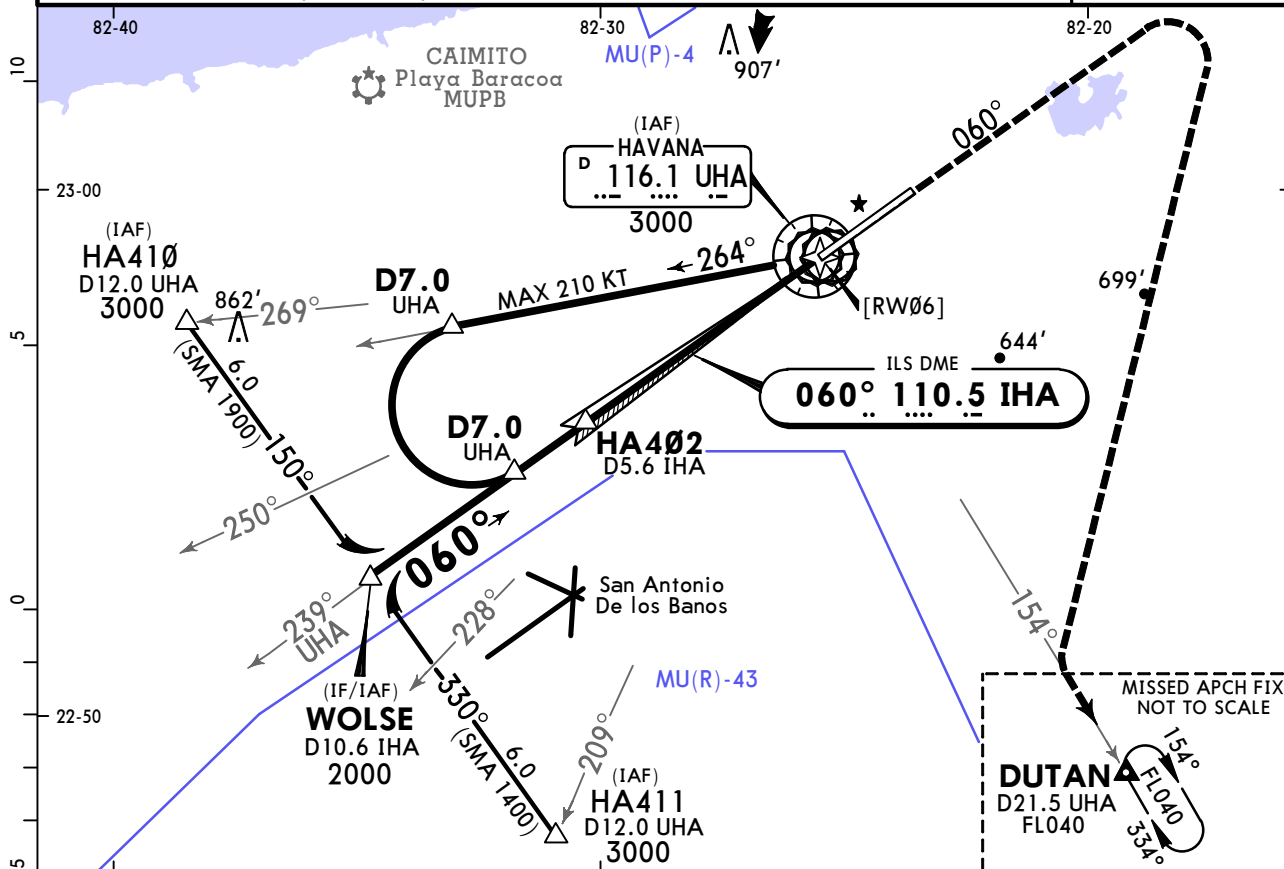 82-40
82-30
82-20
10
CAIMITO
Playa Baracoa
MUPB
MU(P)-4
907'
060°
(IAF)
HAVANA
D 116.1 UHA
3000
23-00
(IAF)
HA410
D12.0 UHA
3000
862'
269°
D7.0
UHA
MAX 210 KT
264°
[RW06]
699'
644'
5
6.0
(SMA 1900)
150°
ILS DME
060° 110.5 IHA
D7.0
UHA
HA402
D5.6 IHA
250°
060°
0
239°
UHA
228°
San Antonio
De los Banos
154°
(IF/IAF)
WOLSE
D10.6 IHA
2000
330°
6.0
(SMA 1400)
209°
MU(R)-43
22-50
(IAF)
HA411
D12.0 UHA
3000
MISSED APCH FIX
NOT TO SCALE
DUTAN
D21.5 UHA
FL040
154°
FL040
334°
5